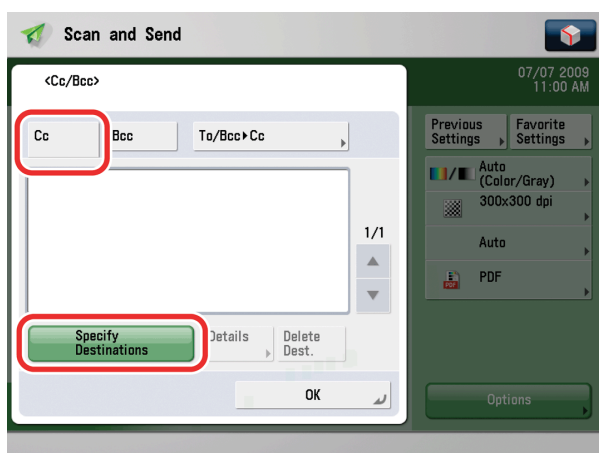 Scan and Send
<Cc/Bcc>
07/07 2009
11:00 AM
Cc
Bcc
To/Bcc▸Cc
Previous
Settings
Favorite
Settings
Auto
(Color/Gray)
300x300 dpi
1/1
Auto
PDF
PDF
Specify
Destinations
Details
Delete
Dest.
OK
Options